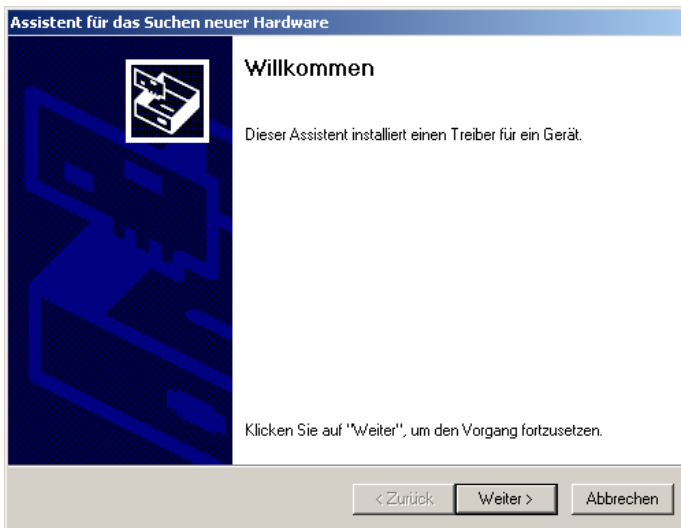 Assistent für das Suchen neuer Hardware
Willkommen
Dieser Assistent installiert einen Treiber für ein Gerät.
Klicken Sie auf "Weiter", um den Vorgang fortzusetzen.
< Zurück
Weiter >
Abbrechen